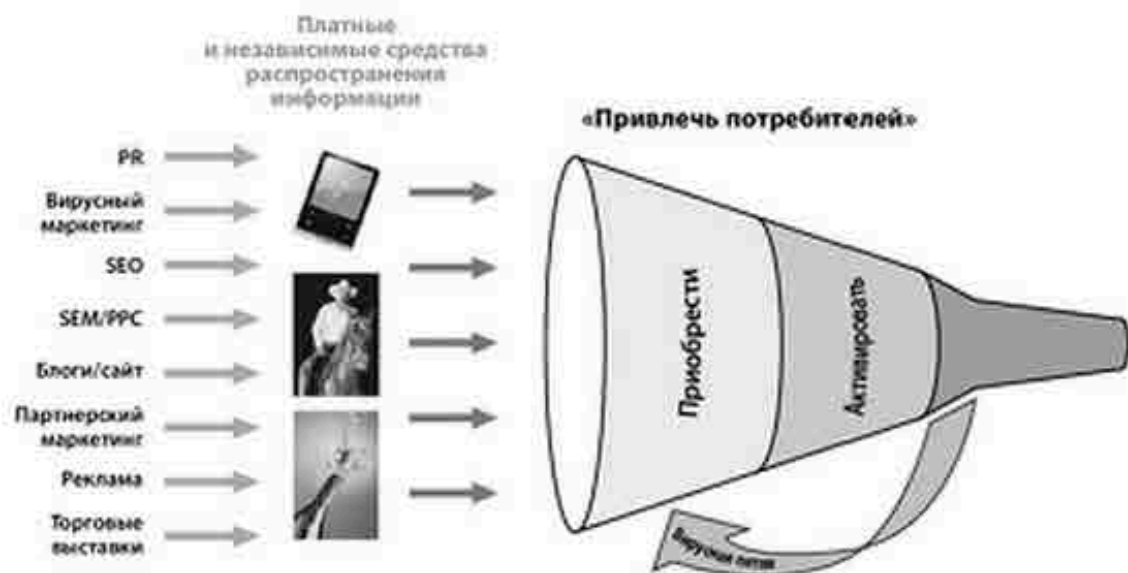 Платные
и независимые средства
распространения
информации
«Привлечь потребителей»
PR
Вирусный
маркетинг
SEO
SEM/PPC
Блоги/сайт
Партнерский
маркетинг
Реклама
Торговые
выставки
Приобрести
Активировать
Вирусная петля